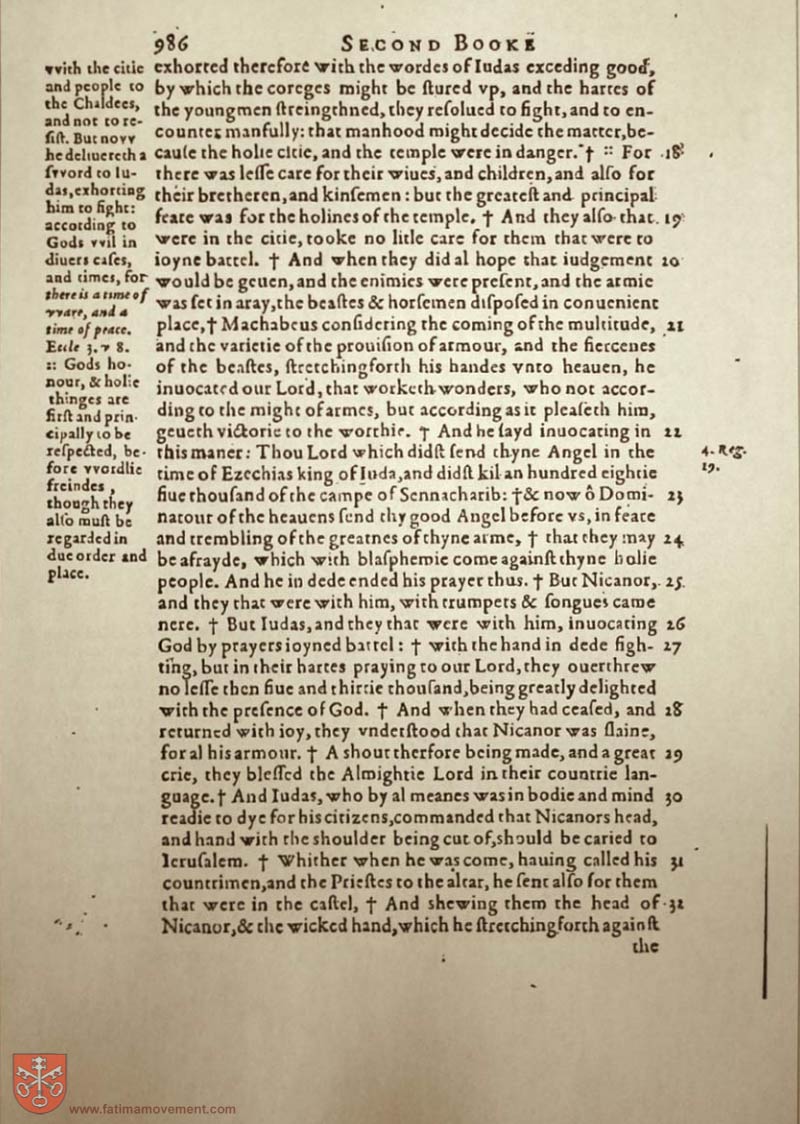 986 SECOND BOOKE
vvith the citie
and people to
the Chaldees,
and not to re-
ſiſt. But novv
he deliuereth a
ſvvord to Iu-
das, exhorting
him to fight:
according to
Gods vvil in
diuers caſes,
and times, for
there is a time of
vvare, and a
time of peace.
Eccle 3. v 8.
:: Gods ho-
nour, & holie
thinges are
firſt and prin-
cipally to be
reſpected, be-
fore vvordlie
freindes,
though they
alſo muſt be
regarded in
due order and
place.
exhorted therefore with the wordes of Iudas exceding good,
by which the coreges might be ſtured vp, and the hartes of
the youngmen ſtreingthned, they reſolued to fight, and to en-
counter manfully: that manhood might decide the matter, be-
cauſe the holie citie, and the temple were in danger. † :: For 18
there was leſſe care for their wiues, and children, and alſo for
their bretheren, and kinſemen: but the greateſt and principal
feare was for the holines of the temple. † And they alſo that 19
were in the citie, tooke no litle care for them that were to
ioyne battel. † And when they did al hope that iudgement 20
would be geuen, and the enimies were preſent, and the armie
was ſet in aray, the beaſtes & horſemen diſpoſed in conuenient
place, † Machabeus conſidering the coming of the multitude, 21
and the varietie of the prouiſion of armour, and the fiercenes
of the beaſtes, ſtretchingforth his handes vnto heauen, he
inuocated our Lord, that worketh wonders, who not accor-
ding to the might of armes, but according as it pleaſeth him,
geueth victorie to the worthie. † And he ſayd inuocating in 22
this maner: Thou Lord which didſt ſend thyne Angel in the
time of Ezechias king of Iuda, and didſt kil an hundred eightie
fiue thouſand of the campe of Sennacharib: † & now ô Domi- 23
natour of the heauens ſend thy good Angel before vs, in feare
and trembling of the greatnes of thyne arme, † that they may 24
be afrayde, which with blaſphemie come againſt thyne holie
people. And he in dede ended his prayer thus. † But Nicanor, 25
and they that were with him, with trumpets & ſongues came
nere. † But Iudas, and they that were with him, inuocating 26
God by prayers ioyned battel: † with the hand in dede figh- 27
ting, but in their hartes praying to our Lord, they ouerthrew
no leſſe then fiue and thirtie thouſand, being greatly delighted
with the preſence of God. † And when they had ceaſed, and 28
returned with ioy, they vnderſtood that Nicanor was ſlaine,
for al his armour. † A shout therfore being made, and a great 29
crie, they bleſſed the Almightie Lord in their countrie lan-
guage. † And Iudas, who by al meanes was in bodie and mind 30
readie to dye for his citizens, commanded that Nicanors head,
and hand with the shoulder being cut of, should be caried to
Ieruſalem. † Whither when he was come, hauing called his 31
countrimen, and the Prieſtes to the altar, he ſent alſo for them
that were in the caſtel, † And shewing them the head of 32
Nicanor, & the wicked hand, which he ſtretching forth againſt
the
4. Reg.
19.
www.fatimamovement.com